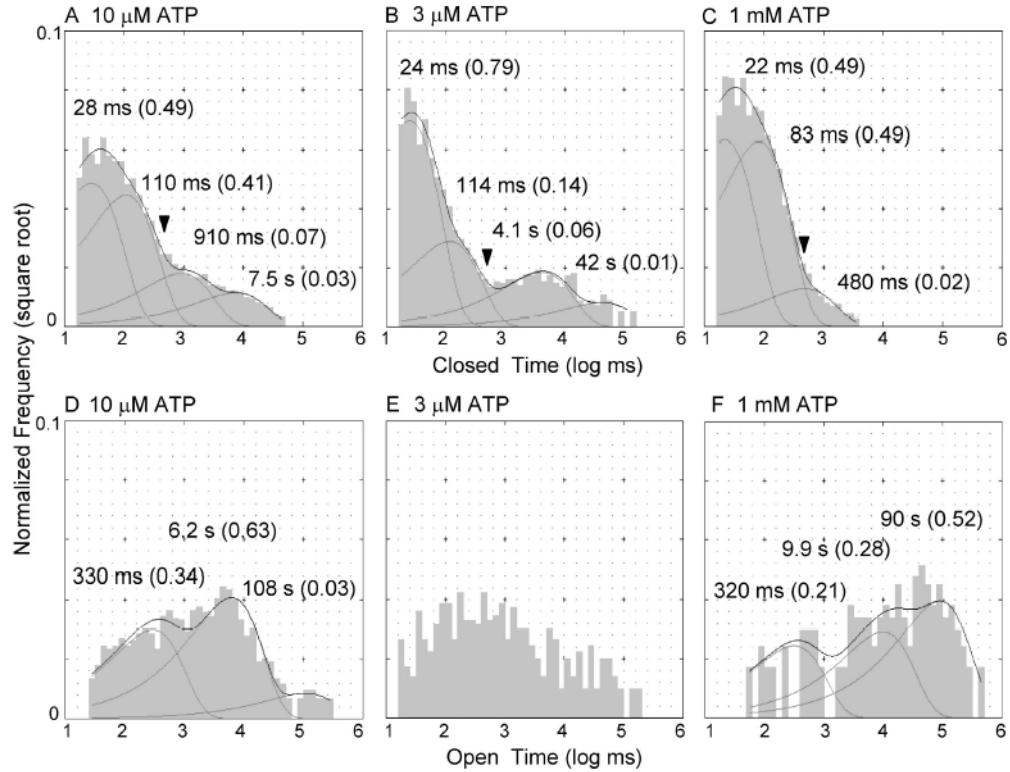 A 10 μM ATP
B 3 μM ATP
C 1 mM ATP
0.1
28 ms (0.49)
110 ms (0.41)
910 ms (0.07)
7.5 s (0.03)
24 ms (0.79)
114 ms (0.14)
4.1 s (0.06)
42 s (0.01)
22 ms (0.49)
83 ms (0.49)
480 ms (0.02)
0
1 2 3 4 5 6
1 2 3 4 5 6
1 2 3 4 5 6
Closed Time (log ms)
Normalized Frequency (square root)
D 10 μM ATP
E 3 μM ATP
F 1 mM ATP
0.1
6,2 s (0.63)
330 ms (0.34)
108 s (0.03)
90 s (0.52)
9.9 s (0.28)
320 ms (0.21)
0
1 2 3 4 5 6
1 2 3 4 5 6
1 2 3 4 5 6
Open Time (log ms)